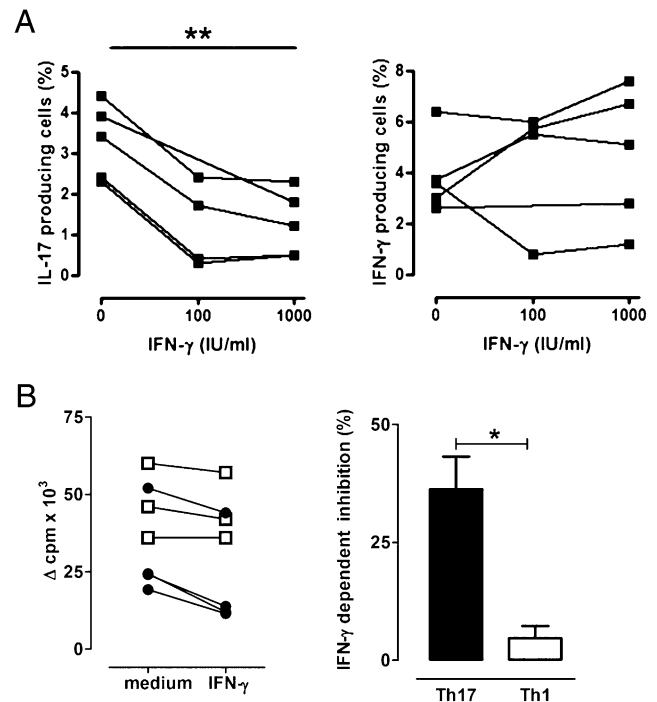 A
**
IL-17 producing cells (%)
5
4
3
2
1
0
0 100 1000
IFN-γ (IU/ml)
IFN-γ producing cells (%)
8
6
4
2
0
0 100 1000
IFN-γ (IU/ml)
B
Δ cpm x 10³
75
50
25
0
medium IFN-γ
IFN-γ dependent inhibition (%)
50
25
0
*
Th17 Th1